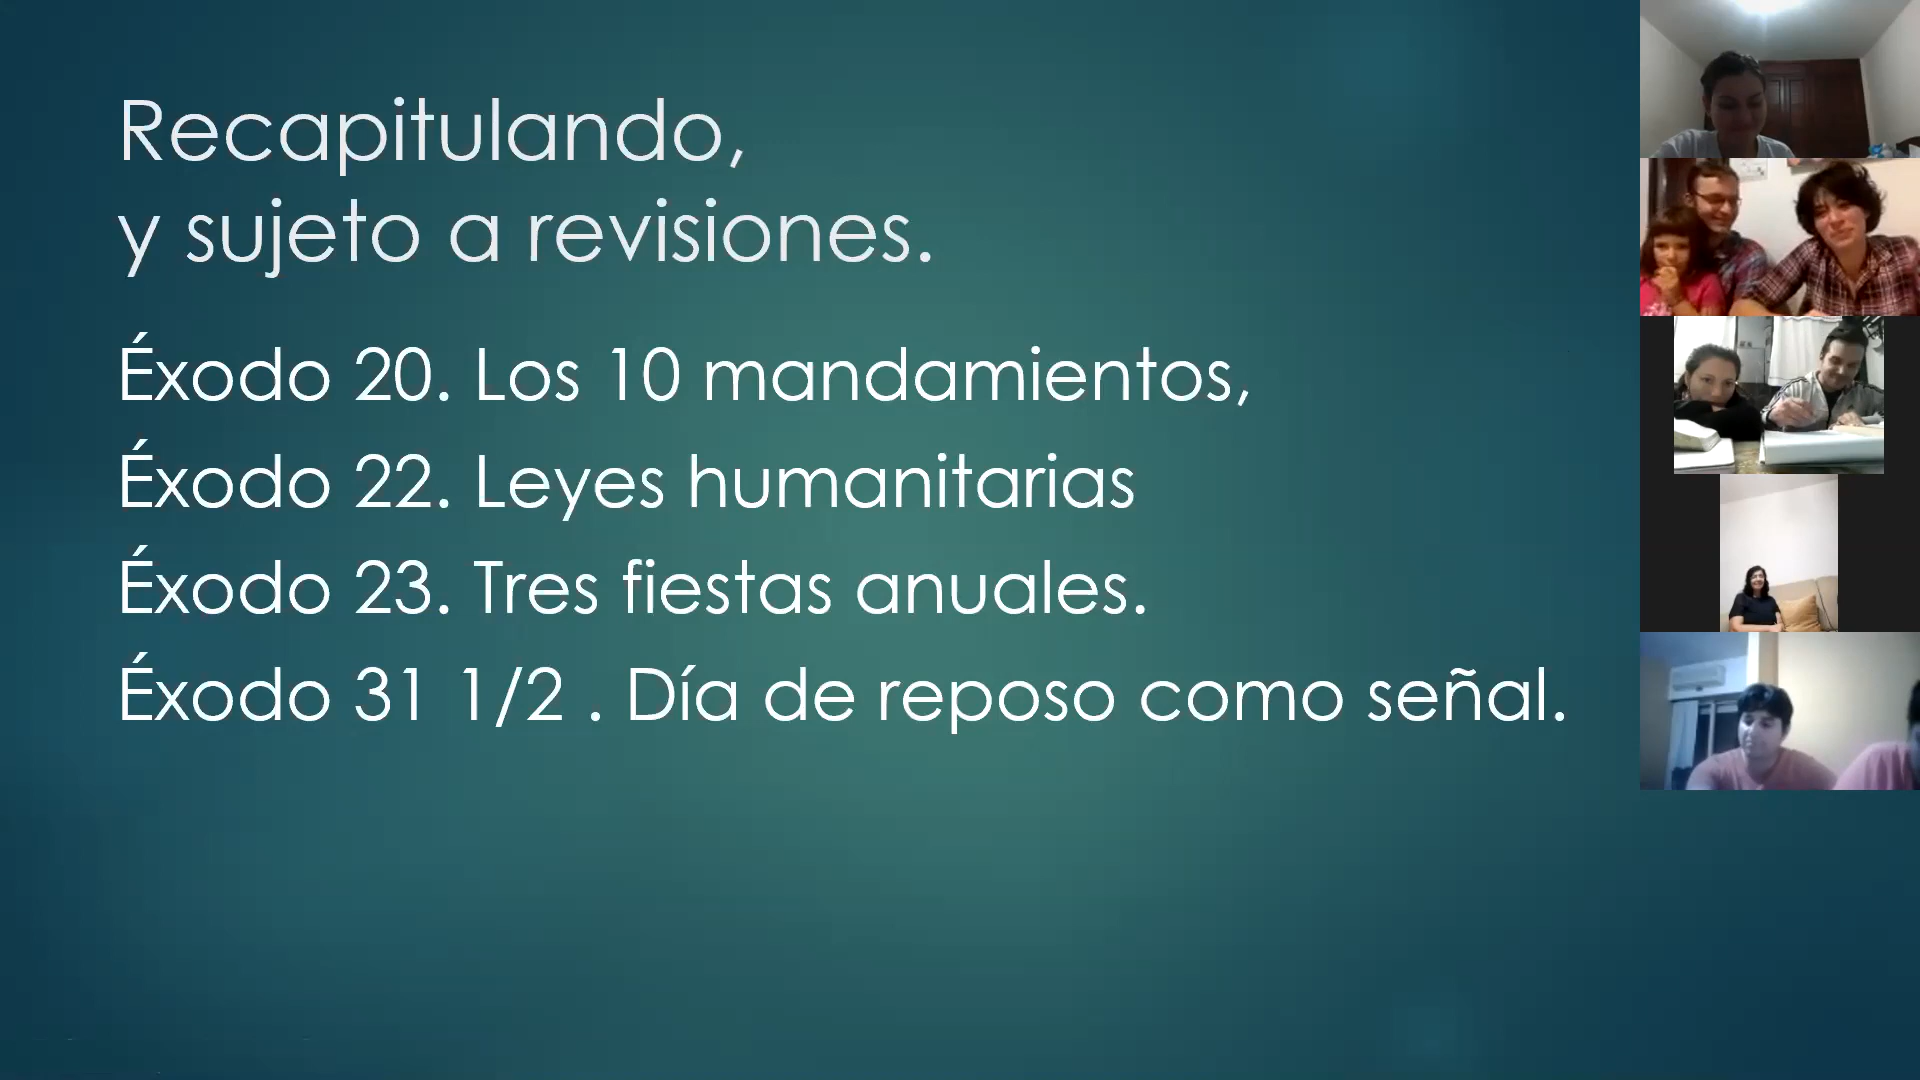 Recapitulando,
y sujeto a revisiones.
Éxodo 20. Los 10 mandamientos,
Éxodo 22. Leyes humanitarias
Éxodo 23. Tres fiestas anuales.
Éxodo 31 1/2 . Día de reposo como señal.